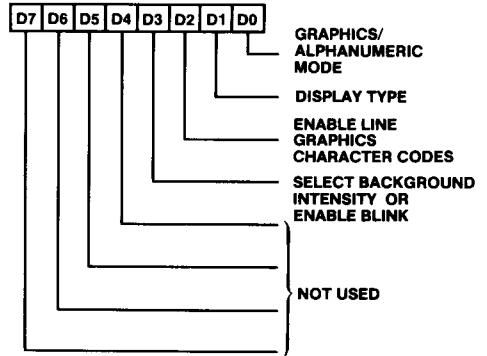 D7 D6 D5 D4 D3 D2 D1 D0
GRAPHICS/
ALPHANUMERIC
MODE
DISPLAY TYPE
ENABLE LINE
GRAPHICS
CHARACTER CODES
SELECT BACKGROUND
INTENSITY OR
ENABLE BLINK
NOT USED